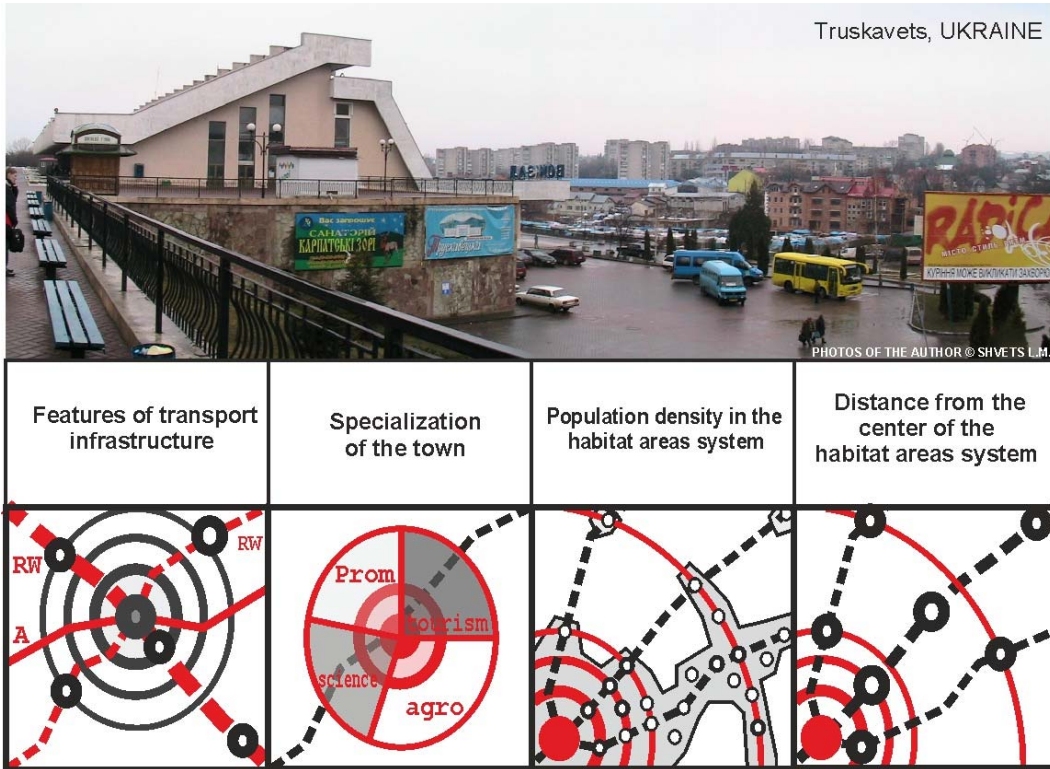 Truskavets, UKRAINE
ВОКЗАЛ
Вас запрошує
САНАТОРІЙ
КАРПАТСЬКІ ЗОРІ
МІСТО-СТИЛЬ
КУРІННЯ МОЖЕ ВИКЛИКАТИ ЗАХВОРЮ
PHOTOS OF THE AUTHOR © SHVETS L.M.
Features of transport
infrastructure
Specialization
of the town
Population density in the
habitat areas system
Distance from the
center of the
habitat areas system
RW
RW
A
Prom
tourism
science
agro